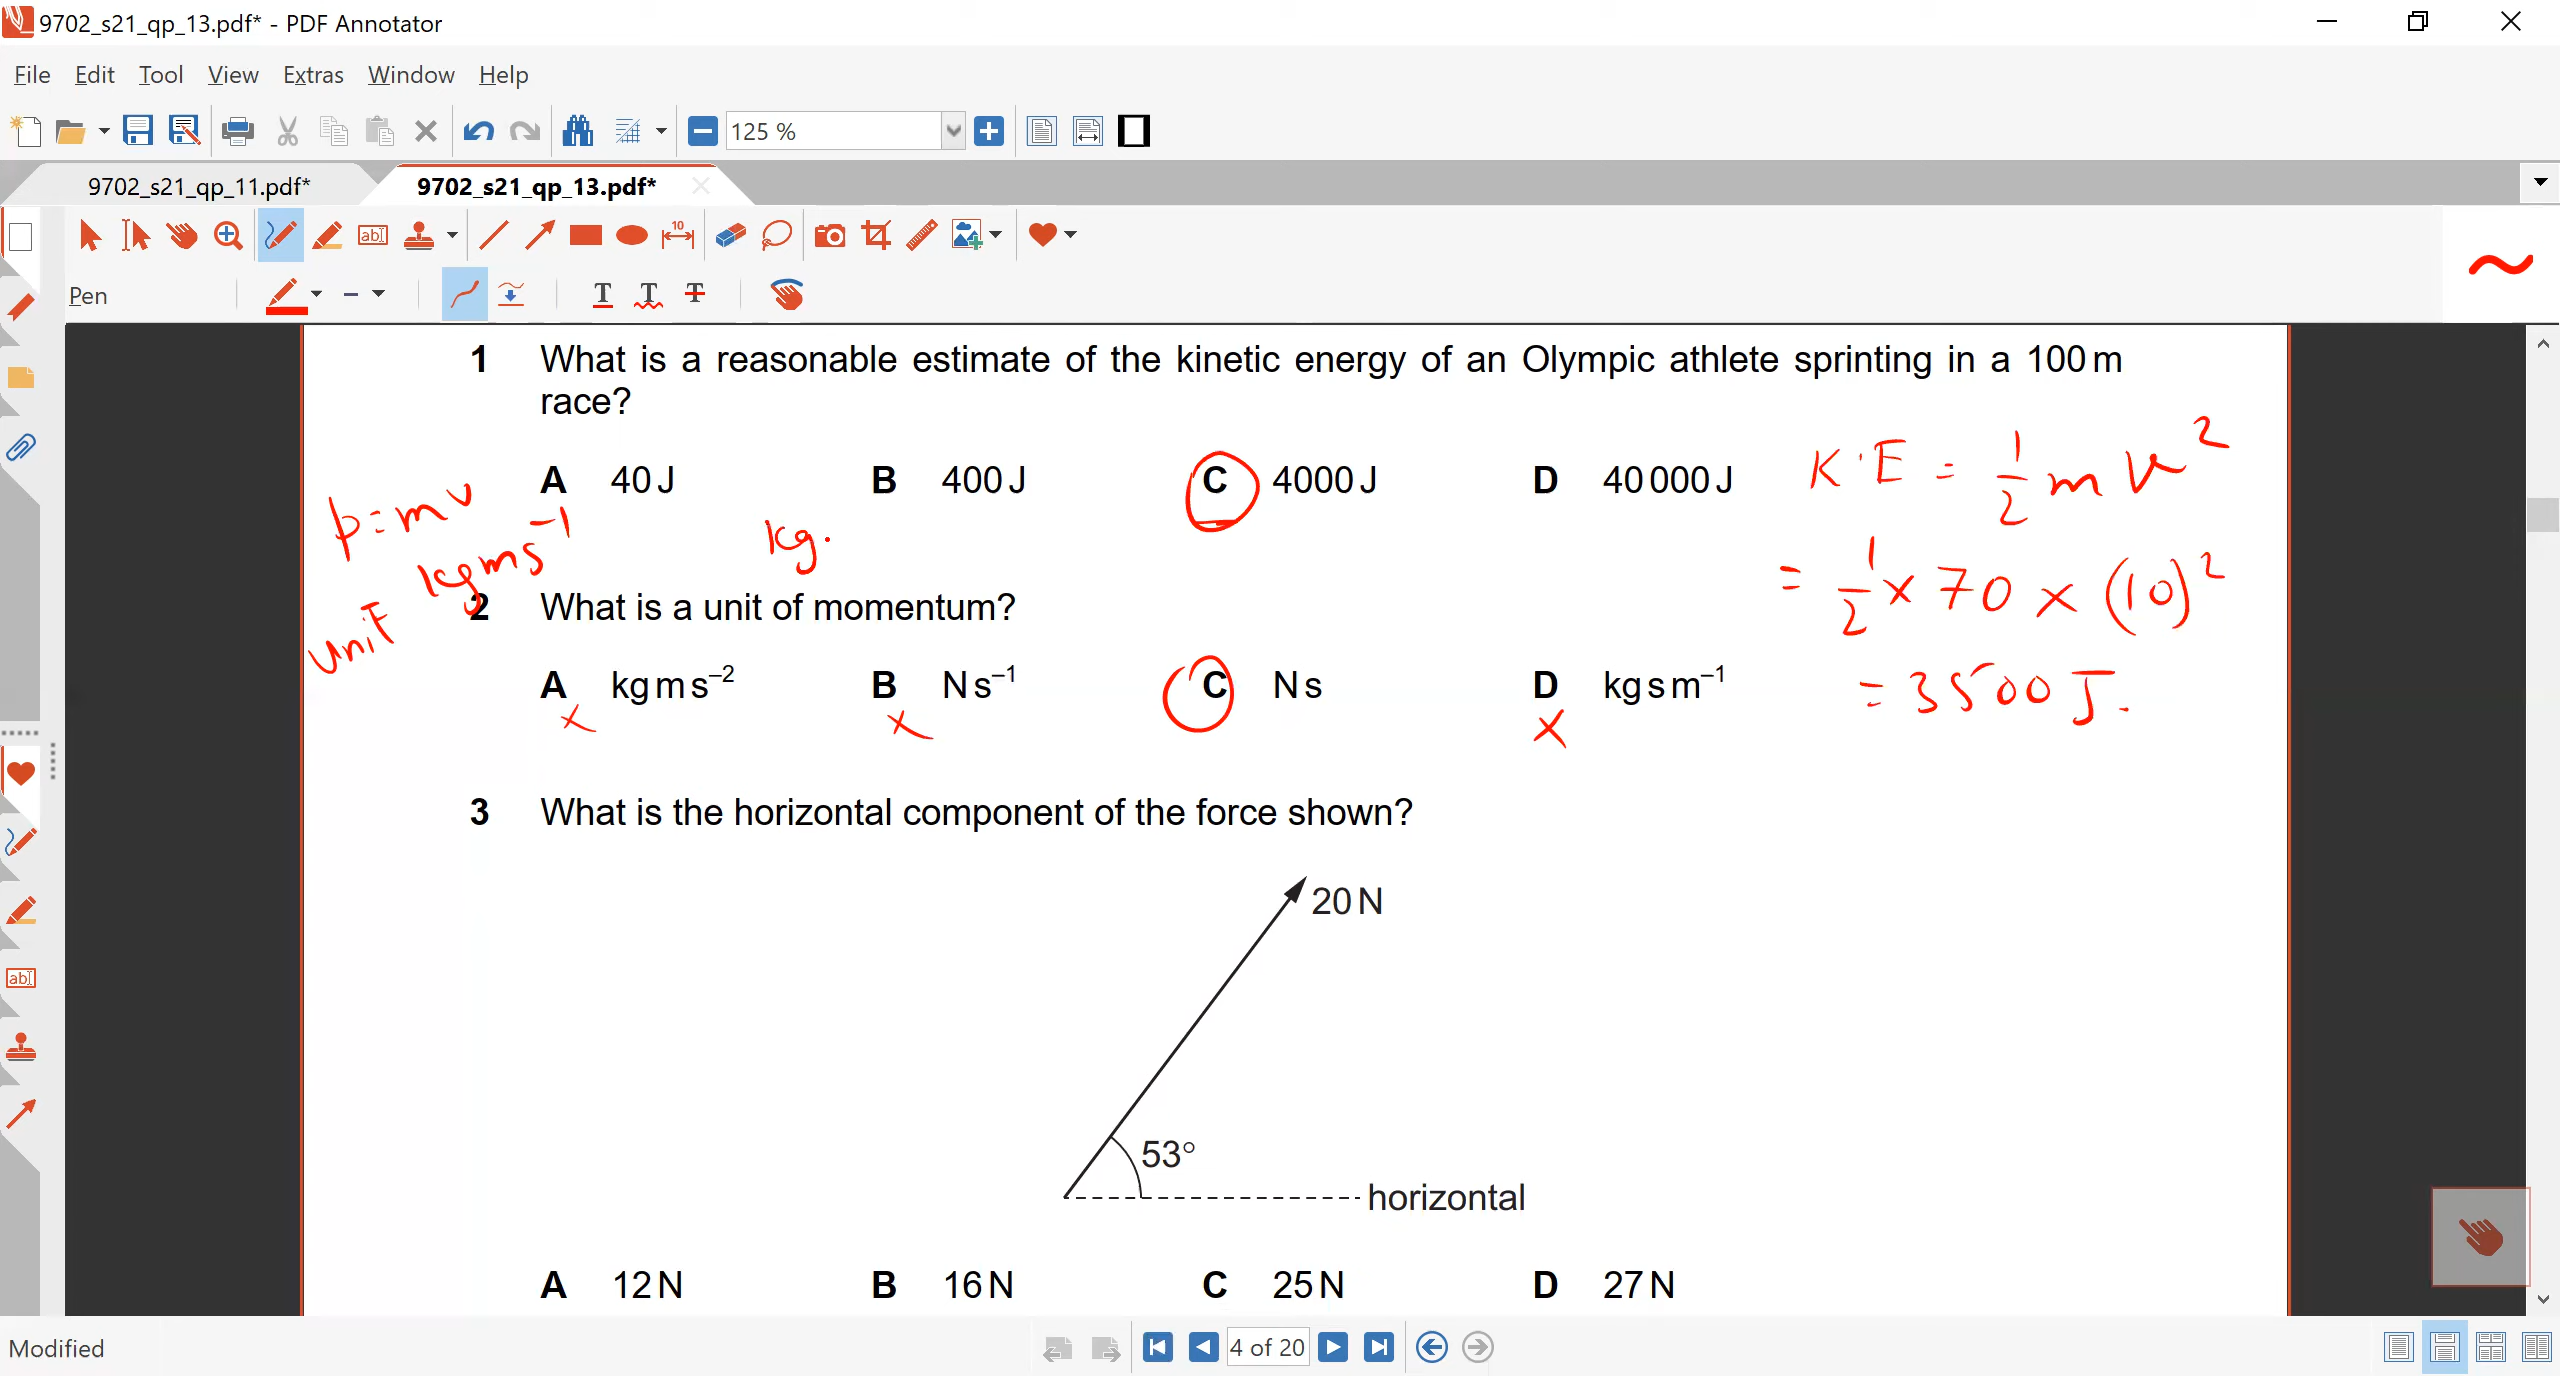 9702_s21_qp_13.pdf* - PDF Annotator
File Edit Tool View Extras Window Help
125 %
9702_s21_qp_11.pdf* 9702_s21_qp_13.pdf*
ab 10
Pen T T T
1 What is a reasonable estimate of the kinetic energy of an Olympic athlete sprinting in a 100 m
race?
A 40 J B 400 J C 4000 J D 40 000 J
K.E = 1/2 m v²
p = mv
kgms⁻¹
unit
kg.
= 1/2 × 70 × (10)²
2 What is a unit of momentum?
A kg m s⁻² B N s⁻¹ C N s D kg s m⁻¹
× × ×
= 3500 J.
3 What is the horizontal component of the force shown?
20 N
53°
horizontal
A 12 N B 16 N C 25 N D 27 N
ab
Modified 4 of 20